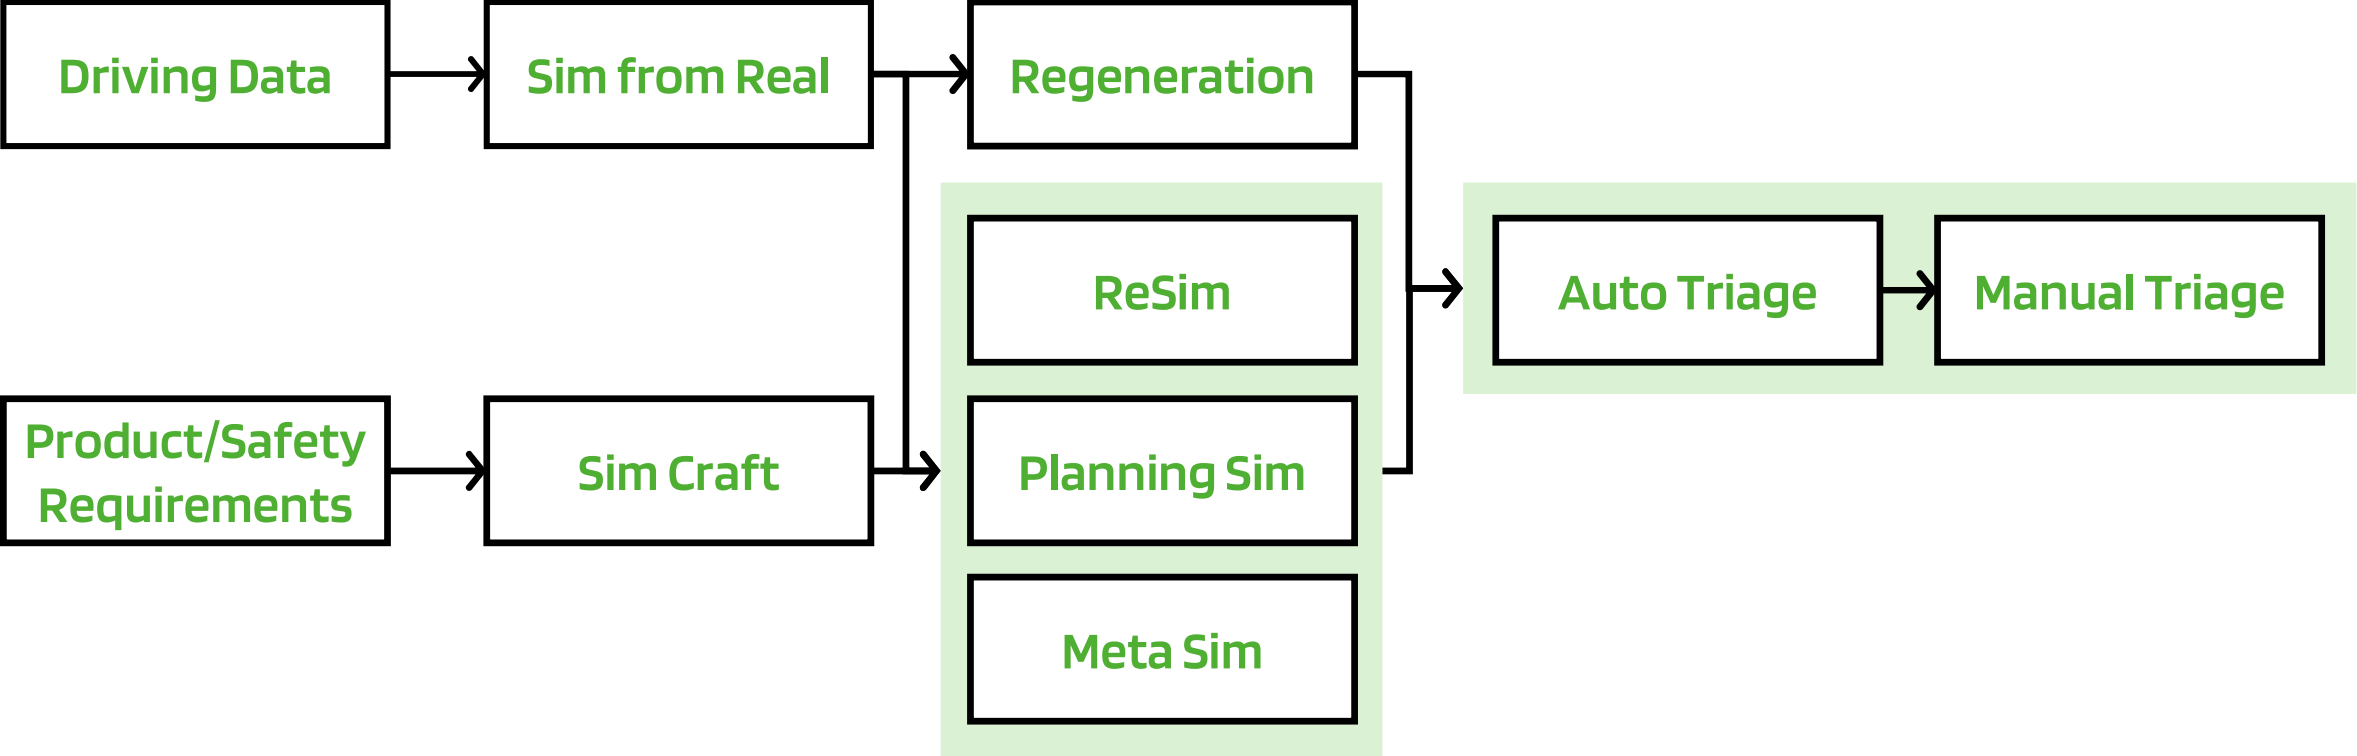 Driving Data
Sim from Real
Regeneration
ReSim
Auto Triage
Manual Triage
Product/Safety
Requirements
Sim Craft
Planning Sim
Meta Sim